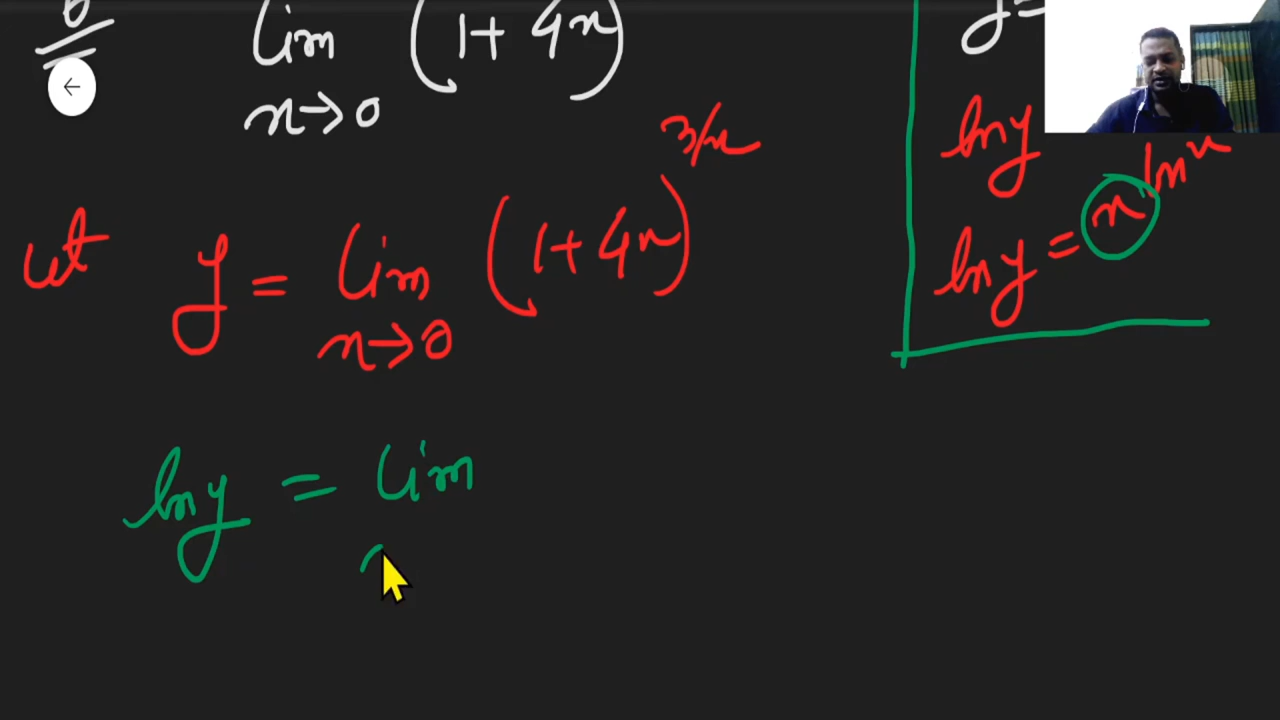 lim (1+4x)
x→0
let y = lim (1+4x)^{3/x}
x→0
ln y = lim
y=
ln y
ln y = x ln x